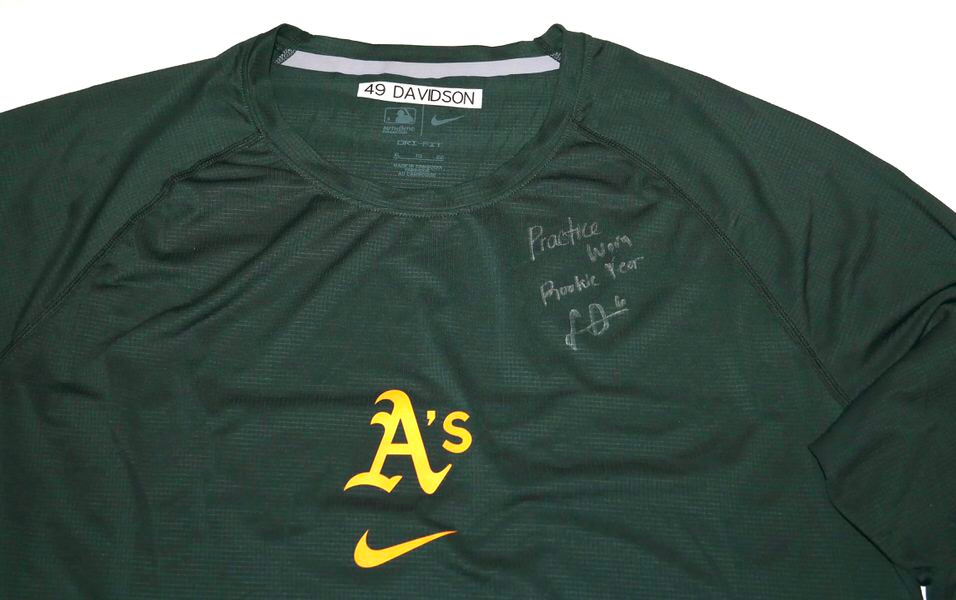 49 DAVIDSON
DRI-FIT
Practice
Worn
Rookie Year
A's